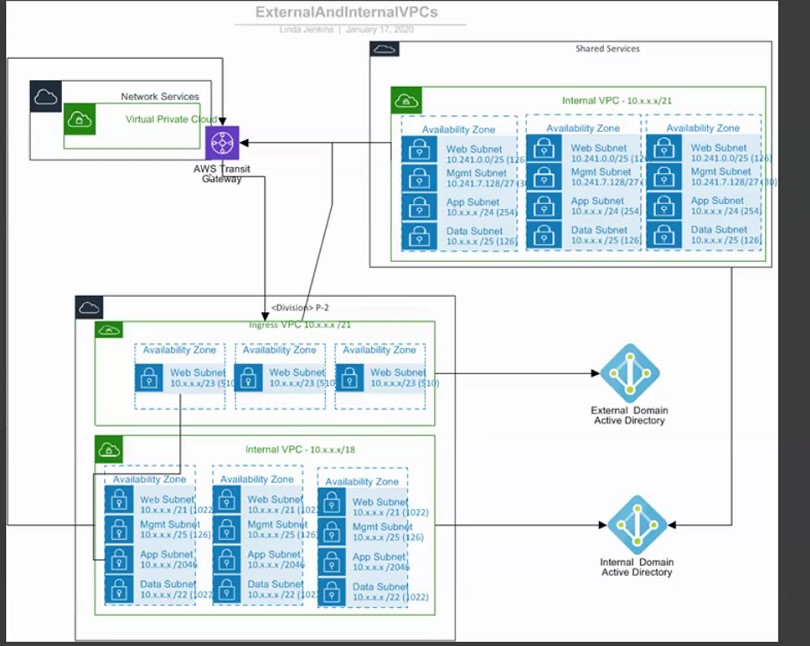 ExternalAndInternalVPCs
Linda Jenkins | January 17, 2020
Shared Services
Network Services
Virtual Private Cloud
AWS Transit
Gateway
Internal VPC - 10.x.x.x/21
Availability Zone
Web Subnet
10.241.0.0/25 (126
Mgmt Subnet
10.241.7.128/27 (30
App Subnet
10.x.x.x /24 (254)
Data Subnet
10.x.x.x /25 (126)
Availability Zone
Web Subnet
10.241.0.0/25 (12
Mgmt Subnet
10.241.7.128/27 (
App Subnet
10.x.x.x /24 (254)
Data Subnet
10.x.x.x /25 (126)
Availability Zone
Web Subnet
10.241.0.0/25 (126)
Mgmt Subnet
10.241.7.128/27 (30)
App Subnet
10.x.x.x /24 (254)
Data Subnet
10.x.x.x /25 (126)
<Division> P-2
Ingress VPC 10.x.x.x /21
Availability Zone
Web Subnet
10.x.x.x/23 (510
Availability Zone
Web Subnet
10.x.x.x/23 (510
Availability Zone
Web Subnet
10.x.x.x/23 (510)
Internal VPC - 10.x.x.x/18
Availability Zone
Web Subnet
10.x.x.x /21 (1022
Mgmt Subnet
10.x.x.x /25 (126)
App Subnet
10.x.x.x /2046
Data Subnet
10.x.x.x /22 (1022
Availability Zone
Web Subnet
10.x.x.x /21 (102
Mgmt Subnet
10.x.x.x /25 (126)
App Subnet
10.x.x.x /2046
Data Subnet
10.x.x.x /22 (102
Availability Zone
Web Subnet
10.x.x.x /21 (1022)
Mgmt Subnet
10.x.x.x /25 (126)
App Subnet
10.x.x.x /2046
Data Subnet
10.x.x.x /22 (1022)
External Domain
Active Directory
Internal Domain
Active Directory